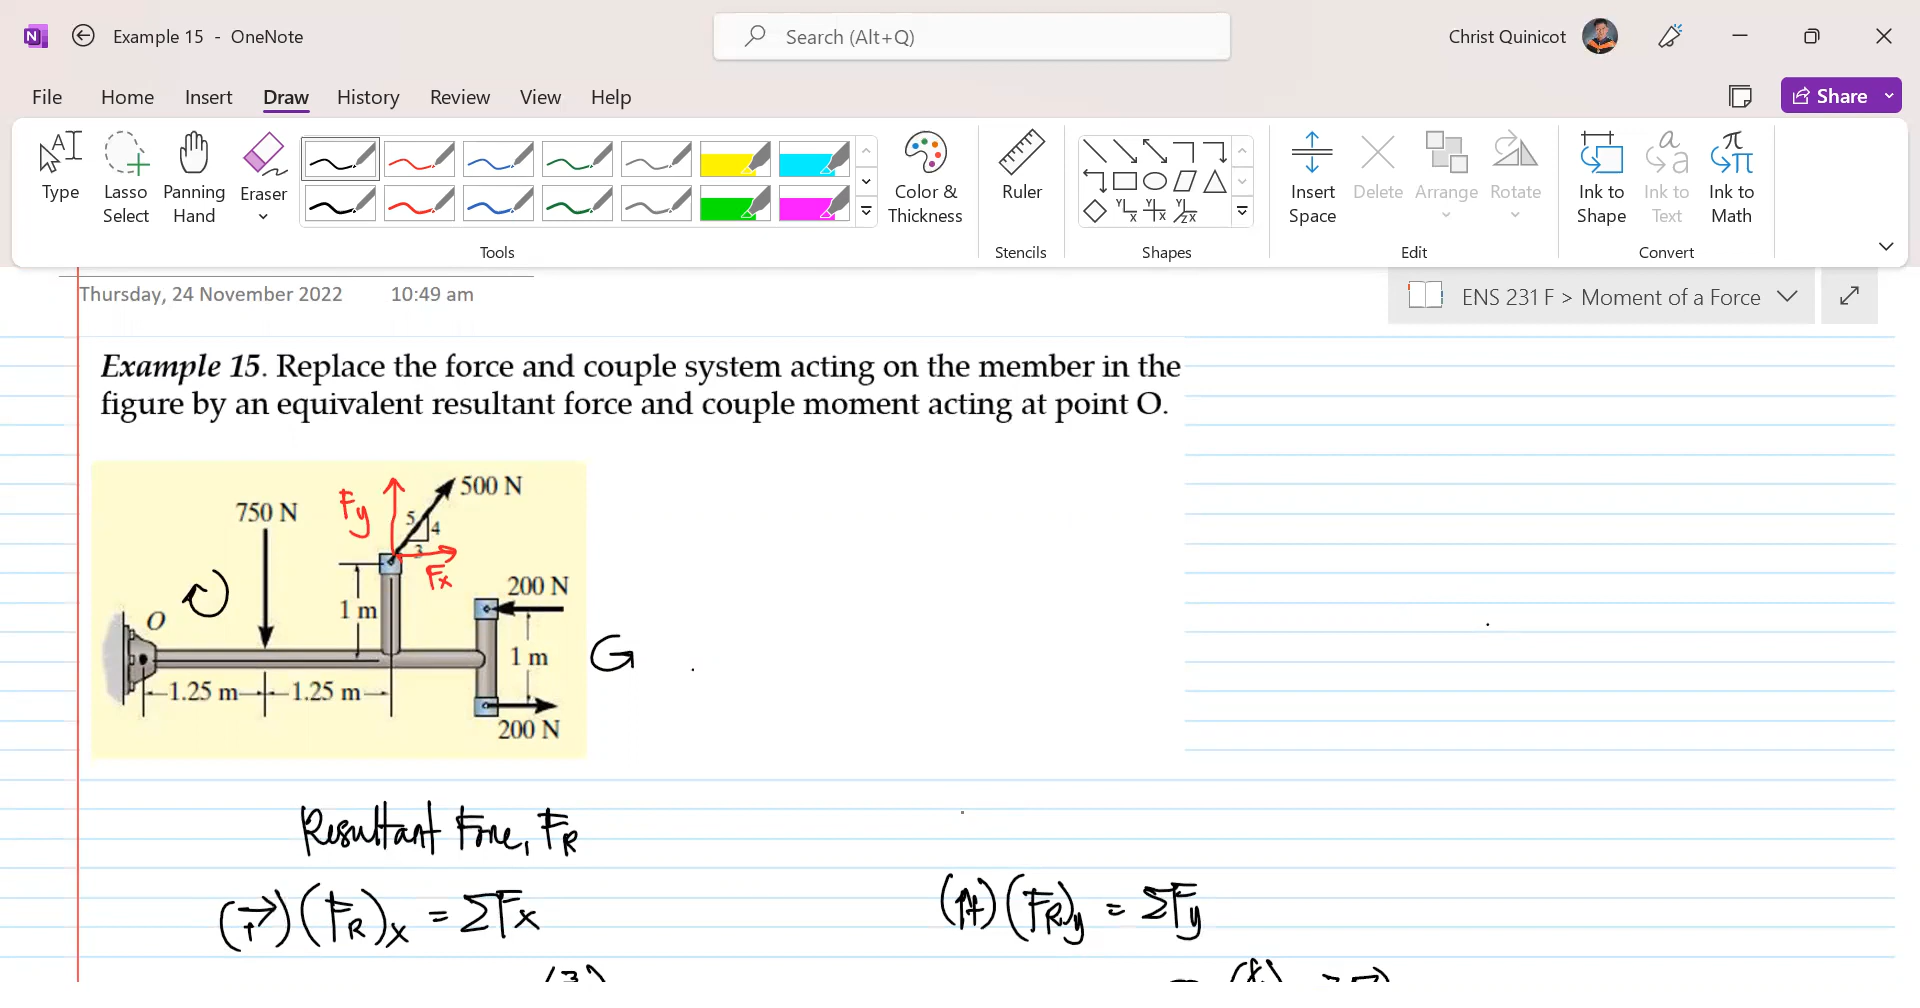 Example 15 - OneNote
Search (Alt+Q)
Christ Quinicot
File Home Insert Draw History Review View Help
Share
Type
Lasso Select
Panning Hand
Eraser
Color & Thickness
Ruler
Insert Space
Delete
Arrange
Rotate
Ink to Shape
Ink to Text
Ink to Math
Tools
Stencils
Shapes
Edit
Convert
Thursday, 24 November 2022 10:49 am
ENS 231 F > Moment of a Force
Example 15. Replace the force and couple system acting on the member in the
figure by an equivalent resultant force and couple moment acting at point O.
500 N
750 N
Fy
5
4
3
Fx
200 N
1 m
O
1 m
G
1.25 m
1.25 m
200 N
Resultant Force, FR
(→+) (FR)x = ΣFx
(↑+) (FR)y = ΣFy